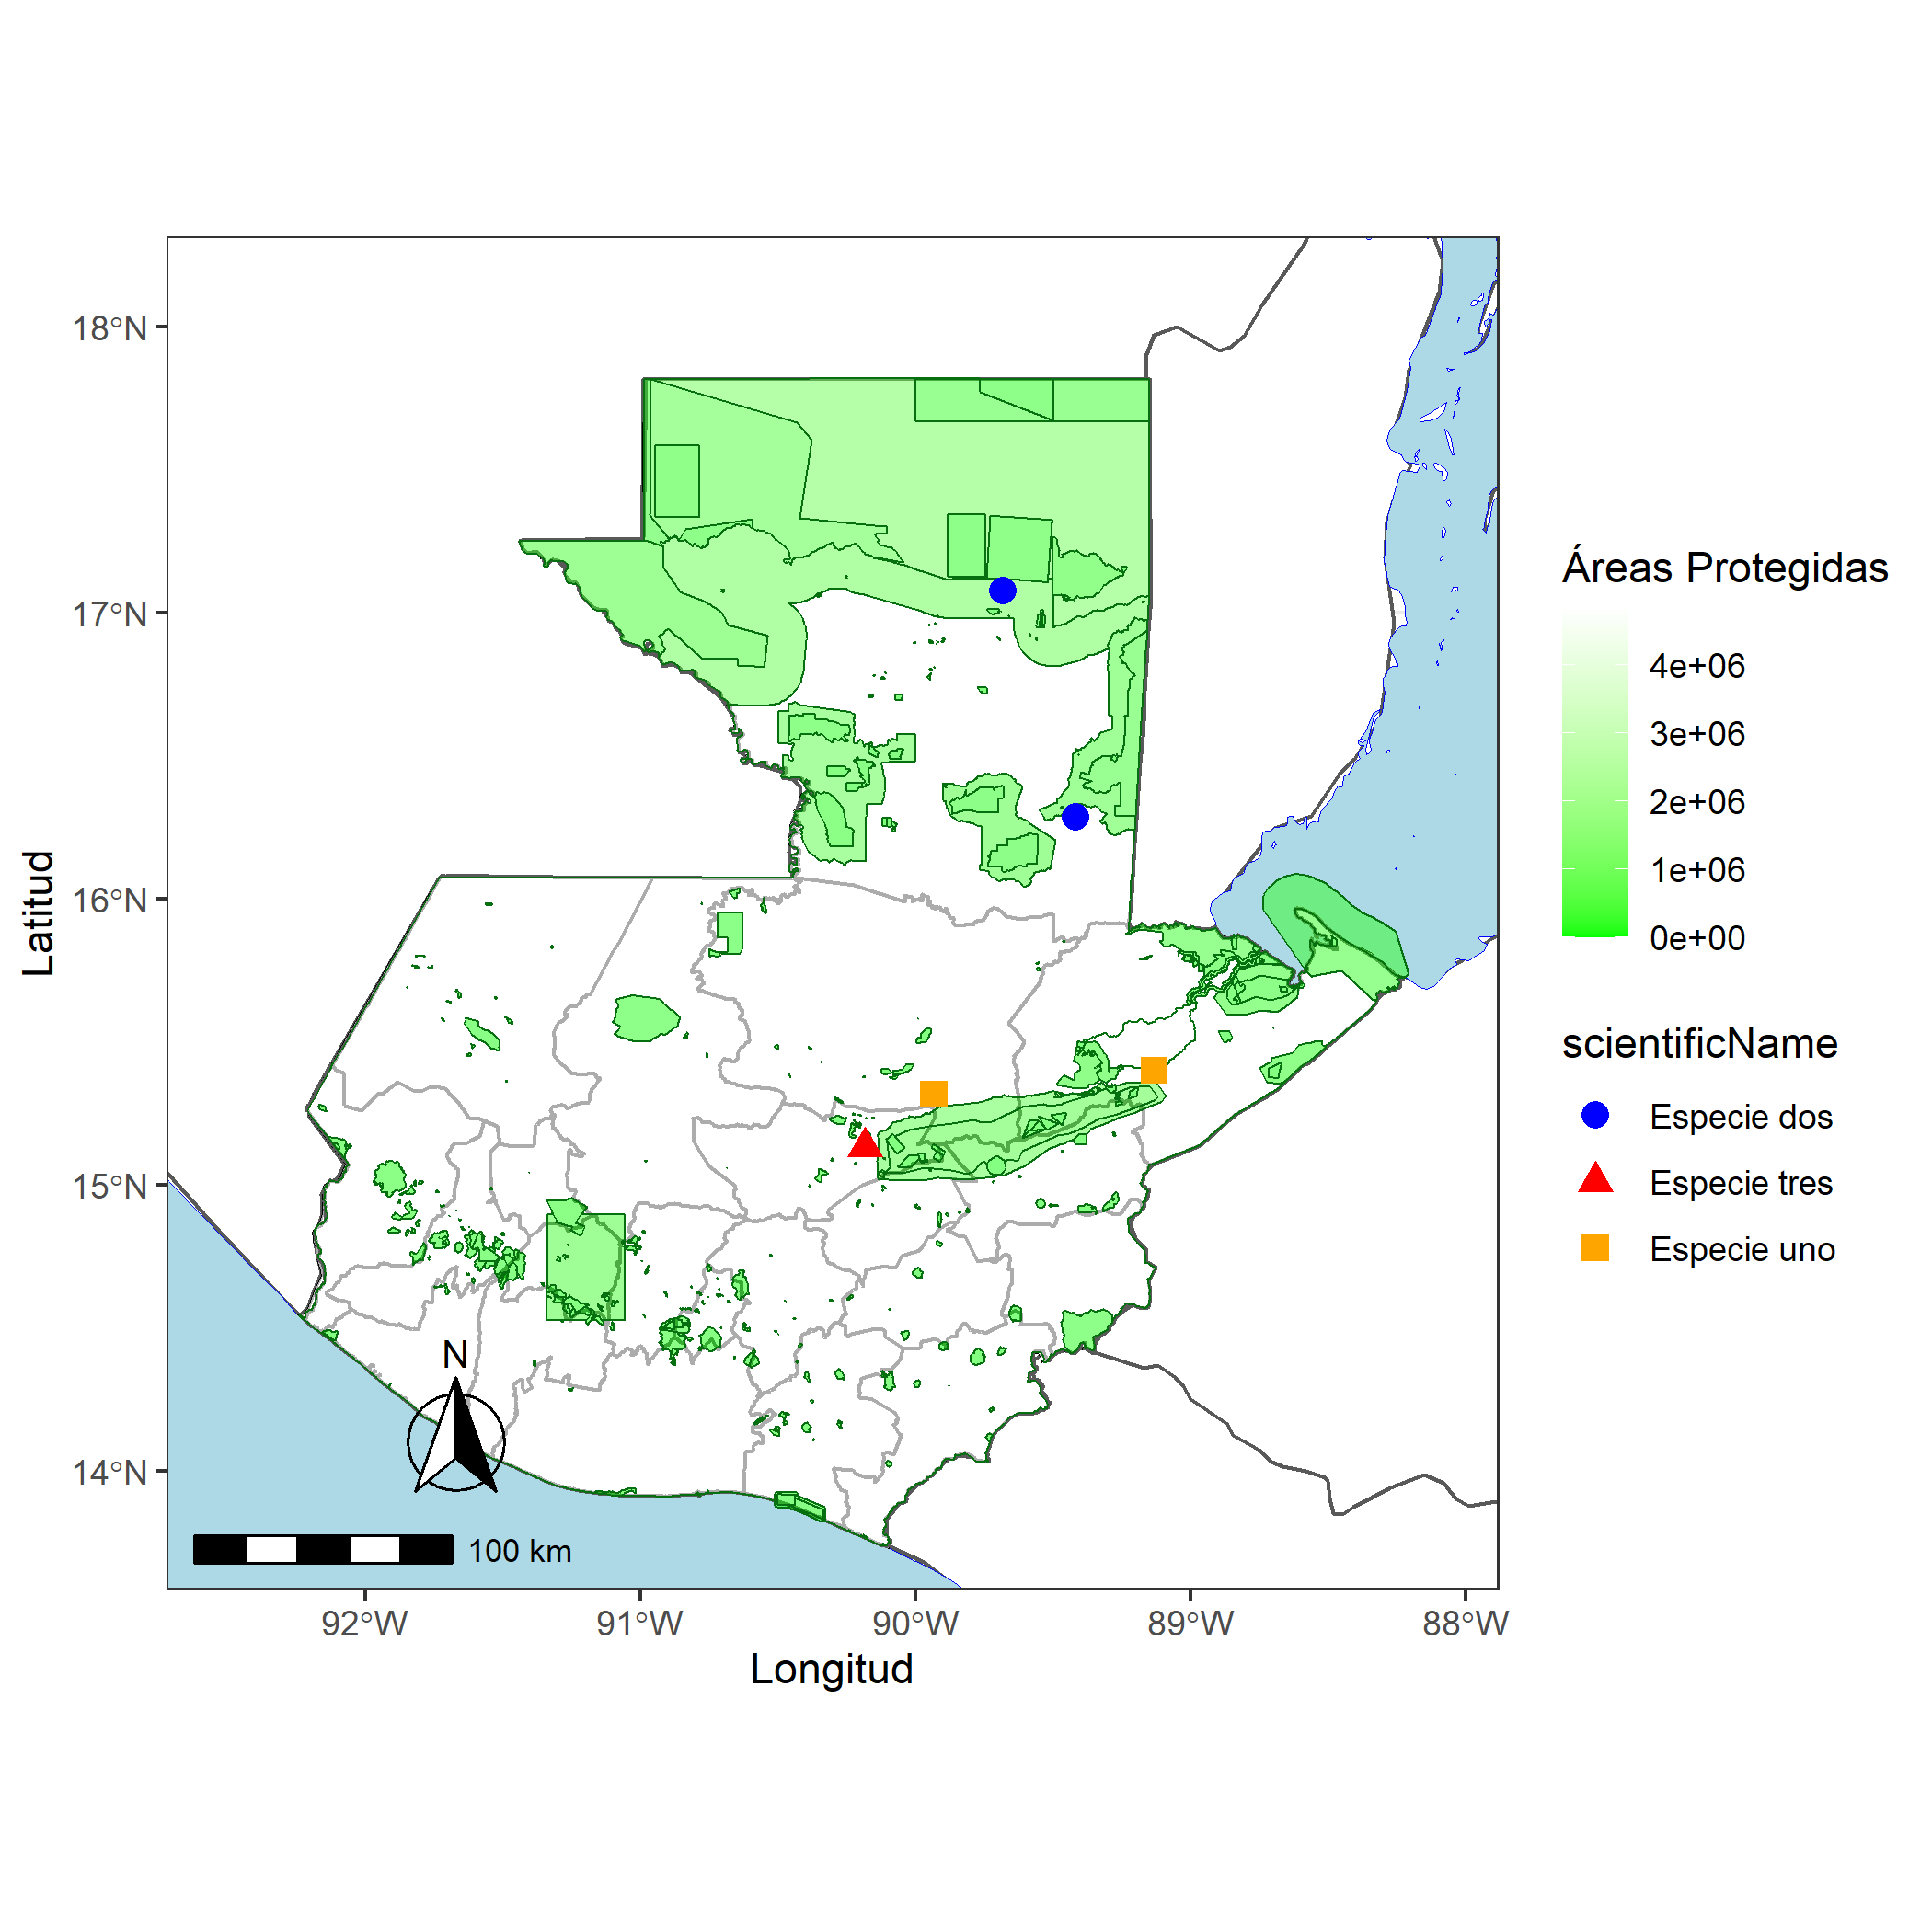 18°N
17°N
16°N
15°N
14°N
Latitud
92°W
91°W
90°W
89°W
88°W
Longitud
N
100 km
Áreas Protegidas
4e+06
3e+06
2e+06
1e+06
0e+00
scientificName
Especie dos
Especie tres
Especie uno